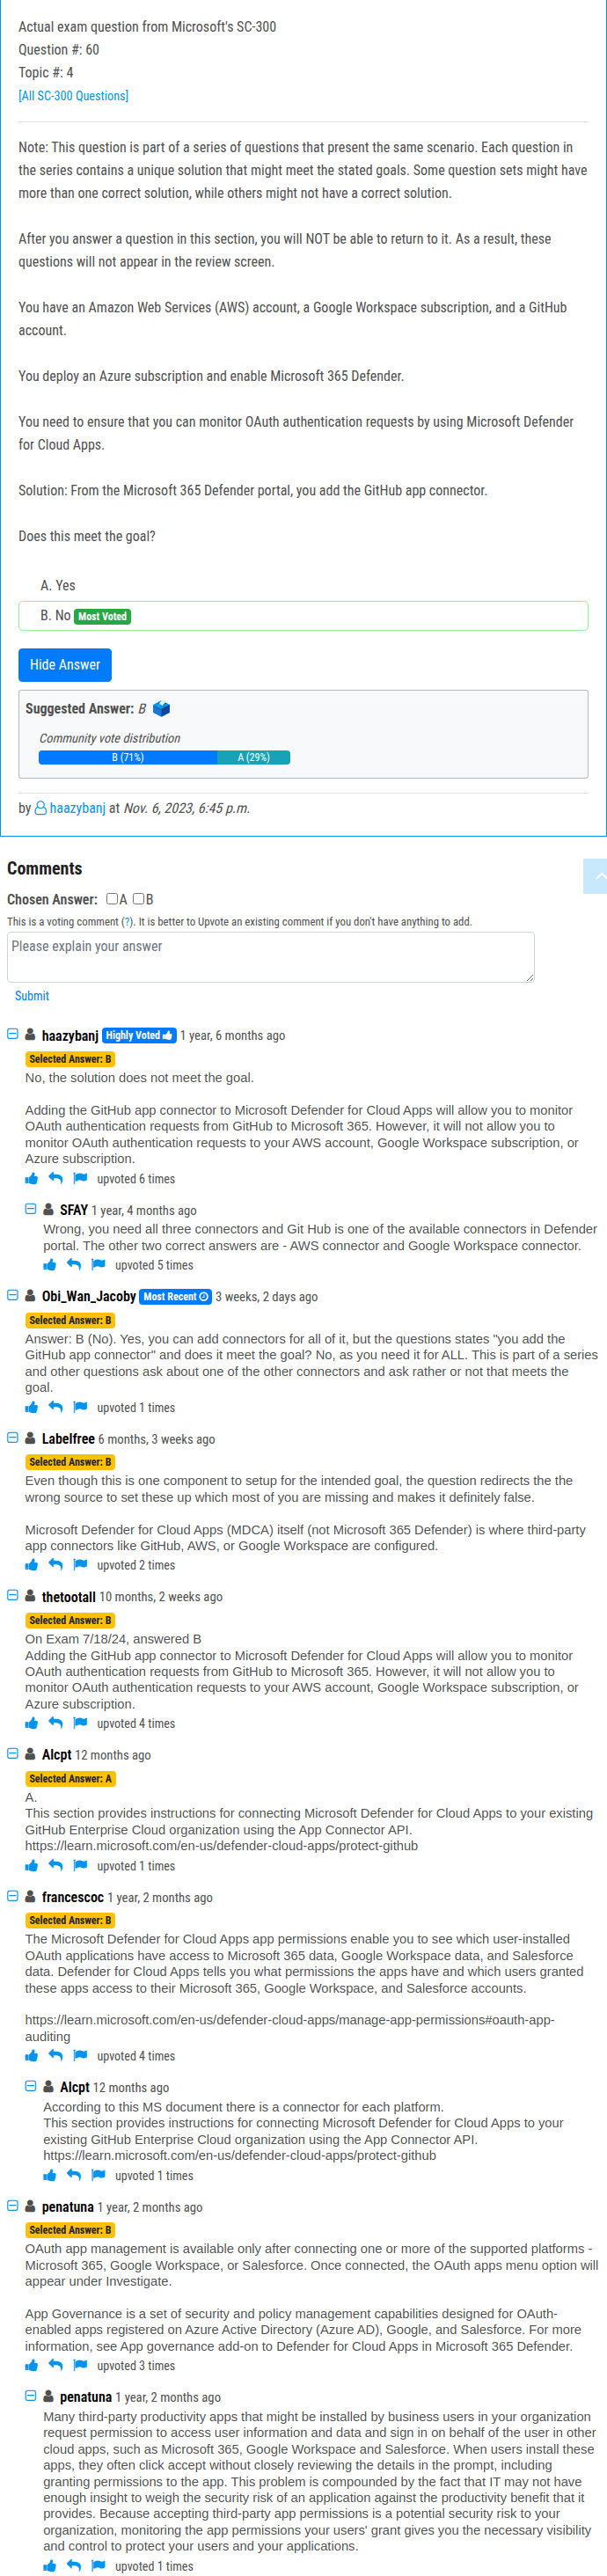 Actual exam question from Microsoft's SC-300
Question #: 60
Topic #: 4
[All SC-300 Questions]
Note: This question is part of a series of questions that present the same scenario. Each question in
the series contains a unique solution that might meet the stated goals. Some question sets might have
more than one correct solution, while others might not have a correct solution.
After you answer a question in this section, you will NOT be able to return to it. As a result, these
questions will not appear in the review screen.
You have an Amazon Web Services (AWS) account, a Google Workspace subscription, and a GitHub
account.
You deploy an Azure subscription and enable Microsoft 365 Defender.
You need to ensure that you can monitor OAuth authentication requests by using Microsoft Defender
for Cloud Apps.
Solution: From the Microsoft 365 Defender portal, you add the GitHub app connector.
Does this meet the goal?
A. Yes
B. No Most Voted
Hide Answer
Suggested Answer: B
Community vote distribution
B (71%) A (29%)
by haazybanj at Nov. 6, 2023, 6:45 p.m.
Comments
Chosen Answer: A B
This is a voting comment (?). It is better to Upvote an existing comment if you don't have anything to add.
Please explain your answer
Submit
haazybanj Highly Voted 1 year, 6 months ago
Selected Answer: B
No, the solution does not meet the goal.
Adding the GitHub app connector to Microsoft Defender for Cloud Apps will allow you to monitor
OAuth authentication requests from GitHub to Microsoft 365. However, it will not allow you to
monitor OAuth authentication requests to your AWS account, Google Workspace subscription, or
Azure subscription.
upvoted 6 times
SFAY 1 year, 4 months ago
Wrong, you need all three connectors and Git Hub is one of the available connectors in Defender
portal. The other two correct answers are - AWS connector and Google Workspace connector.
upvoted 5 times
Obi_Wan_Jacoby Most Recent 3 weeks, 2 days ago
Selected Answer: B
Answer: B (No). Yes, you can add connectors for all of it, but the questions states "you add the
GitHub app connector" and does it meet the goal? No, as you need it for ALL. This is part of a series
and other questions ask about one of the other connectors and ask rather or not that meets the
goal.
upvoted 1 times
Labelfree 6 months, 3 weeks ago
Selected Answer: B
Even though this is one component to setup for the intended goal, the question redirects the the
wrong source to set these up which most of you are missing and makes it definitely false.
Microsoft Defender for Cloud Apps (MDCA) itself (not Microsoft 365 Defender) is where third-party
app connectors like GitHub, AWS, or Google Workspace are configured.
upvoted 2 times
thetootall 10 months, 2 weeks ago
Selected Answer: B
On Exam 7/18/24, answered B
Adding the GitHub app connector to Microsoft Defender for Cloud Apps will allow you to monitor
OAuth authentication requests from GitHub to Microsoft 365. However, it will not allow you to
monitor OAuth authentication requests to your AWS account, Google Workspace subscription, or
Azure subscription.
upvoted 4 times
Alcpt 12 months ago
Selected Answer: A
A.
This section provides instructions for connecting Microsoft Defender for Cloud Apps to your existing
GitHub Enterprise Cloud organization using the App Connector API.
https://learn.microsoft.com/en-us/defender-cloud-apps/protect-github
upvoted 1 times
francescoc 1 year, 2 months ago
Selected Answer: B
The Microsoft Defender for Cloud Apps app permissions enable you to see which user-installed
OAuth applications have access to Microsoft 365 data, Google Workspace data, and Salesforce
data. Defender for Cloud Apps tells you what permissions the apps have and which users granted
these apps access to their Microsoft 365, Google Workspace, and Salesforce accounts.
https://learn.microsoft.com/en-us/defender-cloud-apps/manage-app-permissions#oauth-app-
auditing
upvoted 4 times
Alcpt 12 months ago
According to this MS document there is a connector for each platform.
This section provides instructions for connecting Microsoft Defender for Cloud Apps to your
existing GitHub Enterprise Cloud organization using the App Connector API.
https://learn.microsoft.com/en-us/defender-cloud-apps/protect-github
upvoted 1 times
penatuna 1 year, 2 months ago
Selected Answer: B
OAuth app management is available only after connecting one or more of the supported platforms -
Microsoft 365, Google Workspace, or Salesforce. Once connected, the OAuth apps menu option will
appear under Investigate.
App Governance is a set of security and policy management capabilities designed for OAuth-
enabled apps registered on Azure Active Directory (Azure AD), Google, and Salesforce. For more
information, see App governance add-on to Defender for Cloud Apps in Microsoft 365 Defender.
upvoted 3 times
penatuna 1 year, 2 months ago
Many third-party productivity apps that might be installed by business users in your organization
request permission to access user information and data and sign in on behalf of the user in other
cloud apps, such as Microsoft 365, Google Workspace and Salesforce. When users install these
apps, they often click accept without closely reviewing the details in the prompt, including
granting permissions to the app. This problem is compounded by the fact that IT may not have
enough insight to weigh the security risk of an application against the productivity benefit that it
provides. Because accepting third-party app permissions is a potential security risk to your
organization, monitoring the app permissions your users' grant gives you the necessary visibility
and control to protect your users and your applications.
upvoted 1 times